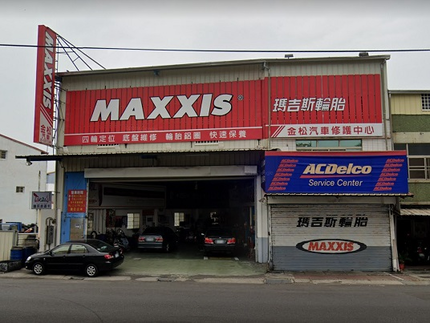 MAXXIS
MAXXIS®
瑪吉斯輪胎
四輪定位 底盤維修 輪胎鋁圈 快速保養
金松汽車修護中心
ACDelco
Service Center
瑪吉斯輪胎
MAXXIS